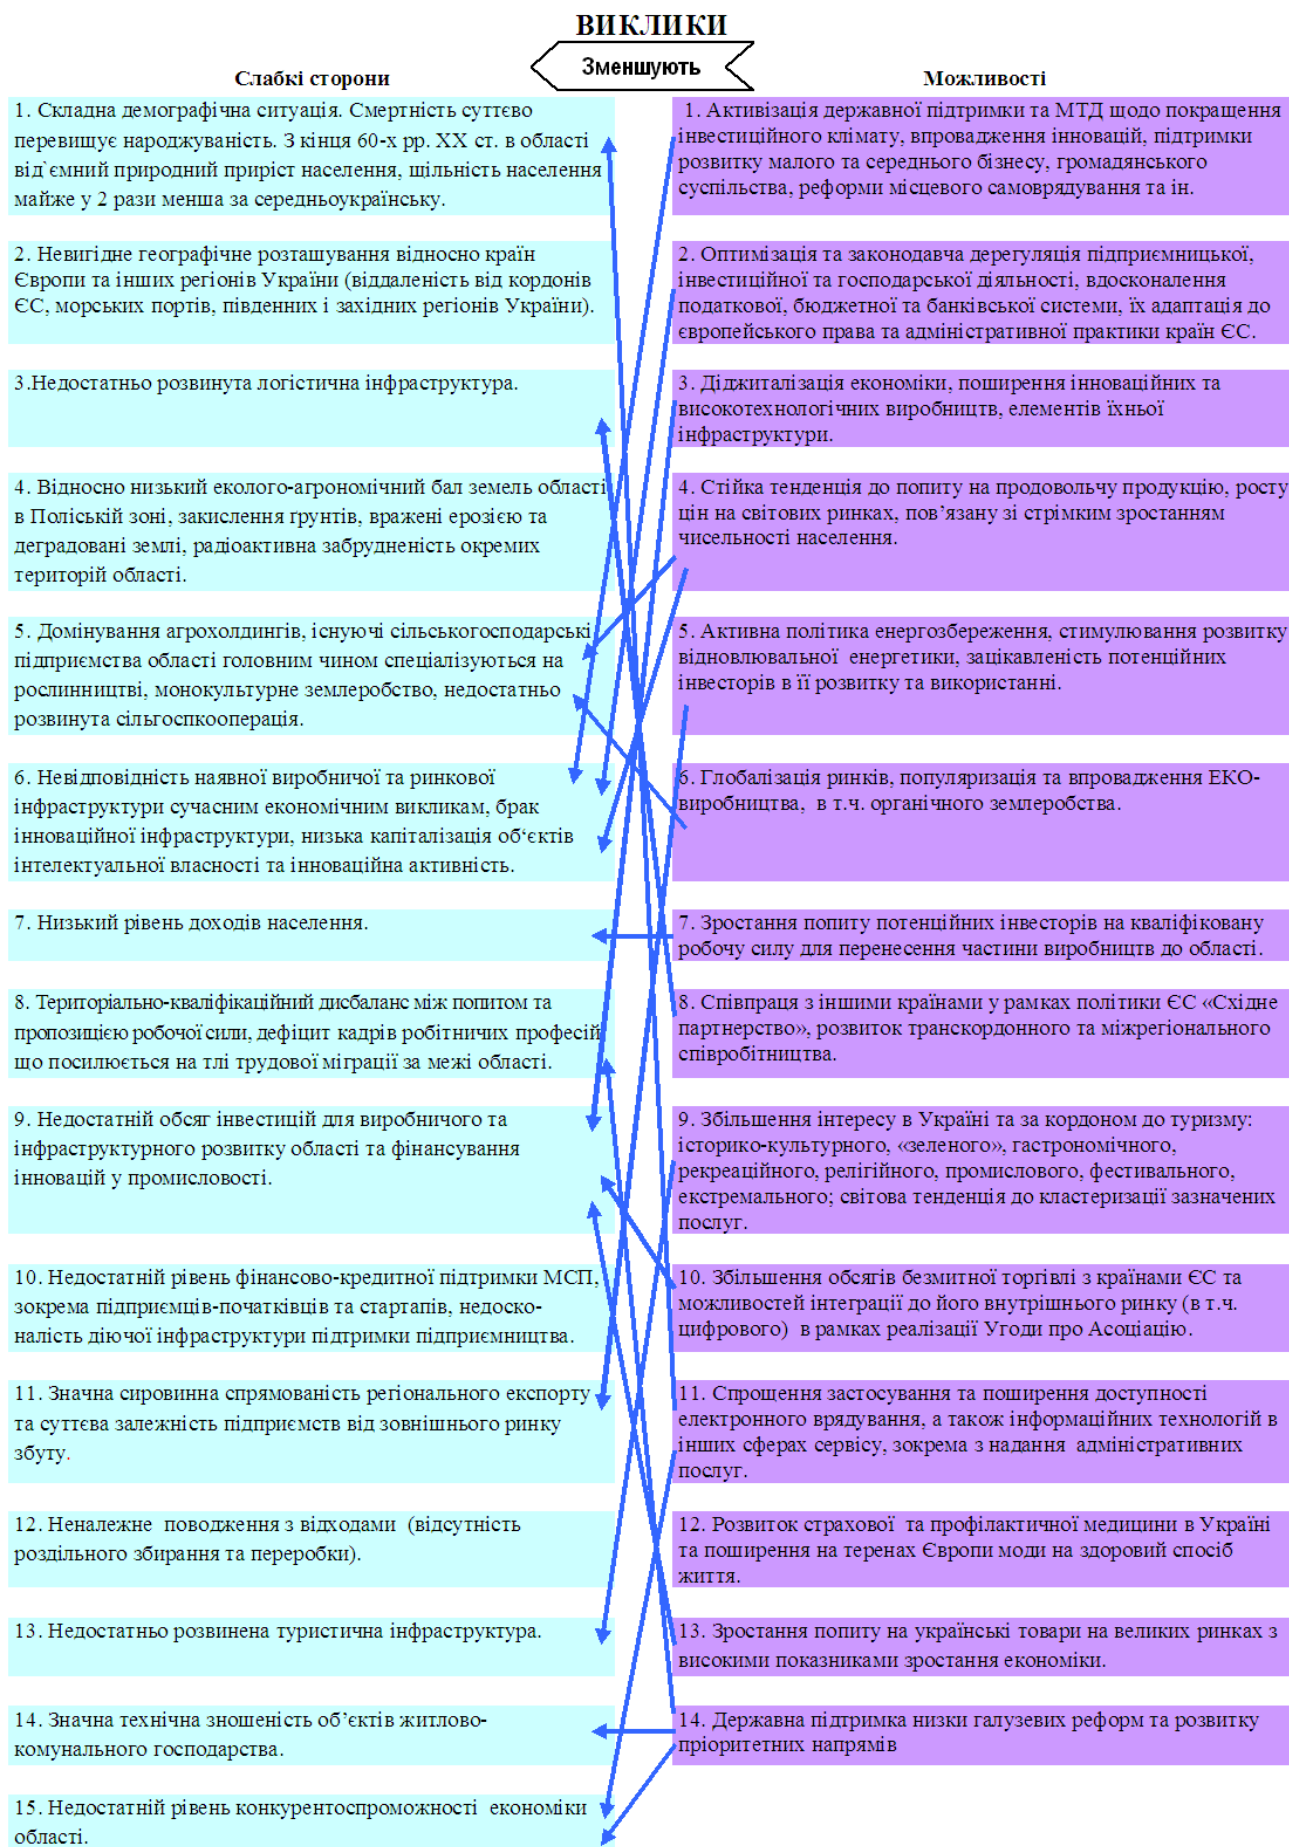 ВИКЛИКИ
Зменшують
Слабкі сторони
1. Складна демографічна ситуація. Смертність суттєво
перевищує народжуваність. З кінця 60-х рр. ХХ ст. в області
від`ємний природний приріст населення, щільність населення
майже у 2 рази менша за середньоукраїнську.
2. Невигідне географічне розташування відносно країн
Європи та інших регіонів України (віддаленість від кордонів
ЄС, морських портів, південних і західних регіонів України).
3.Недостатньо розвинута логістична інфраструктура.
4. Відносно низький еколого-агрономічний бал земель області
в Поліській зоні, закислення ґрунтів, вражені ерозією та
деградовані землі, радіоактивна забрудненість окремих
територій області.
5. Домінування агрохолдингів, існуючі сільськогосподарські
підприємства області головним чином спеціалізуються на
рослинництві, монокультурне землеробство, недостатньо
розвинута сільгоспкооперація.
6. Невідповідність наявної виробничої та ринкової
інфраструктури сучасним економічним викликам, брак
інноваційної інфраструктури, низька капіталізація об‘єктів
інтелектуальної власності та інноваційна активність.
7. Низький рівень доходів населення.
8. Територіально-кваліфікаційний дисбаланс між попитом та
пропозицією робочої сили, дефіцит кадрів робітничих професій
що посилюється на тлі трудової міграції за межі області.
9. Недостатній обсяг інвестицій для виробничого та
інфраструктурного розвитку області та фінансування
інновацій у промисловості.
10. Недостатній рівень фінансово-кредитної підтримки МСП,
зокрема підприємців-початківців та стартапів, недоско-
налість діючої інфраструктури підтримки підприємництва.
11. Значна сировинна спрямованість регіонального експорту
та суттєва залежність підприємств від зовнішнього ринку
збуту.
12. Неналежне поводження з відходами (відсутність
роздільного збирання та переробки).
13. Недостатньо розвинена туристична інфраструктура.
14. Значна технічна зношеність об’єктів житлово-
комунального господарства.
15. Недостатній рівень конкурентоспроможності економіки
області.
Можливості
1. Активізація державної підтримки та МТД щодо покращення
інвестиційного клімату, впровадження інновацій, підтримки
розвитку малого та середнього бізнесу, громадянського
суспільства, реформи місцевого самоврядування та ін.
2. Оптимізація та законодавча дерегуляція підприємницької,
інвестиційної та господарської діяльності, вдосконалення
податкової, бюджетної та банківської системи, їх адаптація до
європейського права та адміністративної практики країн ЄС.
3. Діджиталізація економіки, поширення інноваційних та
високотехнологічних виробництв, елементів їхньої
інфраструктури.
4. Стійка тенденція до попиту на продовольчу продукцію, росту
цін на світових ринках, пов’язану зі стрімким зростанням
чисельності населення.
5. Активна політика енергозбереження, стимулювання розвитку
відновлювальної енергетики, зацікавленість потенційних
інвесторів в її розвитку та використанні.
6. Глобалізація ринків, популяризація та впровадження ЕКО-
виробництва, в т.ч. органічного землеробства.
7. Зростання попиту потенційних інвесторів на кваліфіковану
робочу силу для перенесення частини виробництв до області.
8. Співпраця з іншими країнами у рамках політики ЄС «Східне
партнерство», розвиток транскордонного та міжрегіонального
співробітництва.
9. Збільшення інтересу в Україні та за кордоном до туризму:
історико-культурного, «зеленого», гастрономічного,
рекреаційного, релігійного, промислового, фестивального,
екстремального; світова тенденція до кластеризації зазначених
послуг.
10. Збільшення обсягів безмитної торгівлі з країнами ЄС та
можливостей інтеграції до його внутрішнього ринку (в т.ч.
цифрового) в рамках реалізації Угоди про Асоціацію.
11. Спрощення застосування та поширення доступності
електронного врядування, а також інформаційних технологій в
інших сферах сервісу, зокрема з надання адміністративних
послуг.
12. Розвиток страхової та профілактичної медицини в Україні
та поширення на теренах Європи моди на здоровий спосіб
життя.
13. Зростання попиту на українські товари на великих ринках з
високими показниками зростання економіки.
14. Державна підтримка низки галузевих реформ та розвитку
пріоритетних напрямів